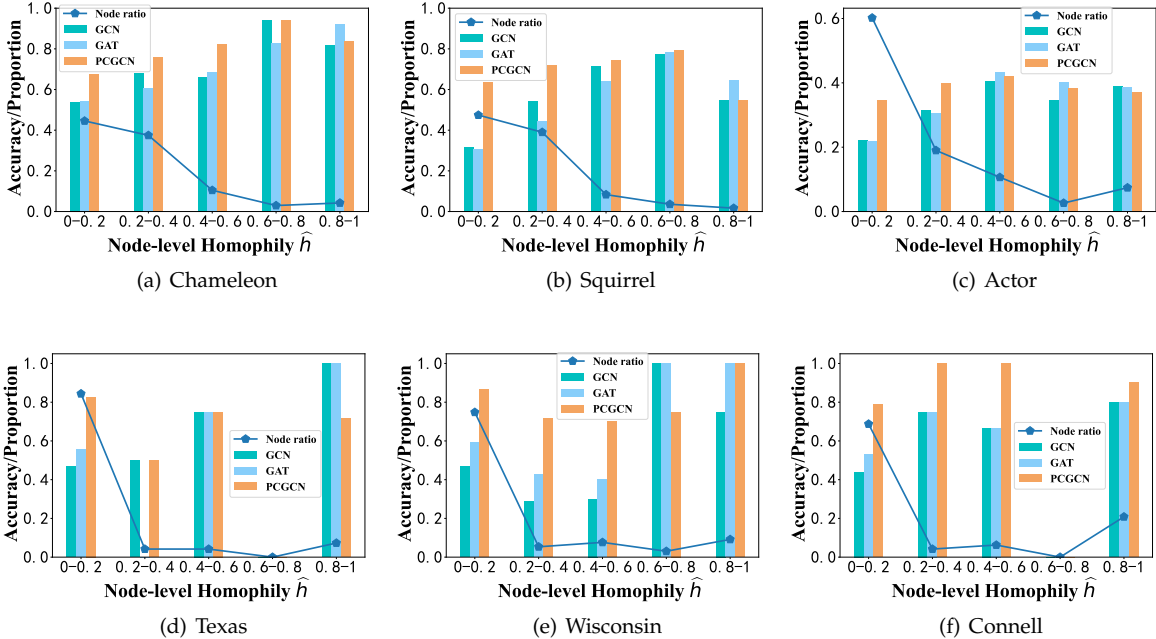 Accuracy/Proportion
1. 0
0. 8
0. 6
0. 4
0. 2
0. 0
Node ratio
GCN
GAT
PCGCN
0−0. 2
0. 2−0. 4
0. 4−0. 6
0. 6−0. 8
0. 8−1
Node-level Homophily ĥ
(a) Chameleon
Accuracy/Proportion
1. 0
0. 8
0. 6
0. 4
0. 2
0. 0
Node ratio
GCN
GAT
PCGCN
0−0. 2
0. 2−0. 4
0. 4−0. 6
0. 6−0. 8
0. 8−1
Node-level Homophily ĥ
(b) Squirrel
Accuracy/Proportion
0. 6
0. 4
0. 2
0. 0
Node ratio
GCN
GAT
PCGCN
0−0. 2
0. 2−0. 4
0. 4−0. 6
0. 6−0. 8
0. 8−1
Node-level Homophily ĥ
(c) Actor
Accuracy/Proportion
1. 0
0. 8
0. 6
0. 4
0. 2
0. 0
Node ratio
GCN
GAT
PCGCN
0−0. 2
0. 2−0. 4
0. 4−0. 6
0. 6−0. 8
0. 8−1
Node-level Homophily ĥ
(d) Texas
Accuracy/Proportion
1. 0
0. 8
0. 6
0. 4
0. 2
0. 0
Node ratio
GCN
GAT
PCGCN
0−0. 2
0. 2−0. 4
0. 4−0. 6
0. 6−0. 8
0. 8−1
Node-level Homophily ĥ
(e) Wisconsin
Accuracy/Proportion
1. 0
0. 8
0. 6
0. 4
0. 2
0. 0
Node ratio
GCN
GAT
PCGCN
0−0. 2
0. 2−0. 4
0. 4−0. 6
0. 6−0. 8
0. 8−1
Node-level Homophily ĥ
(f) Connell